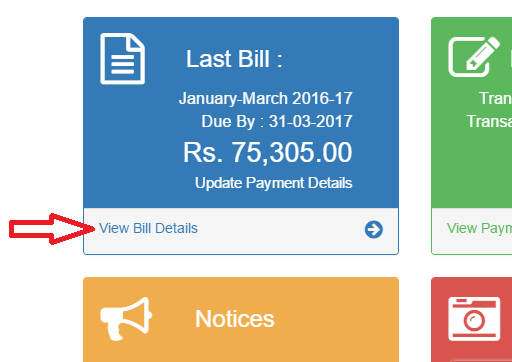 Last Bill :
January-March 2016-17
Due By : 31-03-2017
Rs. 75,305.00
Update Payment Details
View Bill Details
Tran
Transa
View Paym
Notices